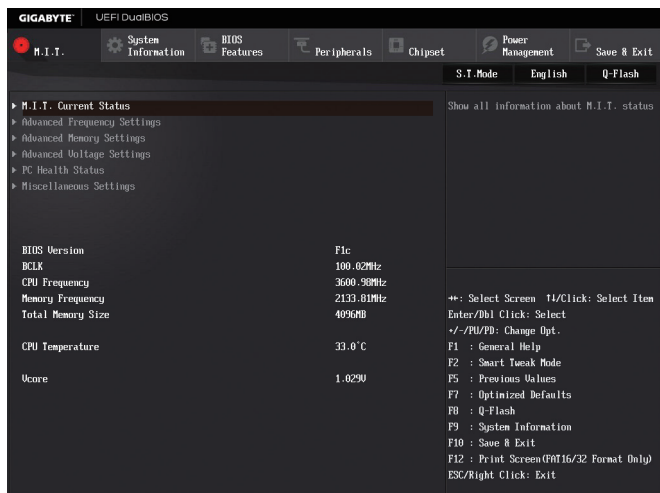 GIGABYTE™ UEFI DualBIOS
M.I.T.
System Information
BIOS Features
Peripherals
Chipset
Power Management
Save & Exit
S.T.Mode English Q-Flash
M.I.T. Current Status
Advanced Frequency Settings
Advanced Memory Settings
Advanced Voltage Settings
PC Health Status
Miscellaneous Settings
BIOS Version F1c
BCLK 100.02MHz
CPU Frequency 3600.98MHz
Memory Frequency 2133.81MHz
Total Memory Size 4096MB
CPU Temperature 33.0°C
Vcore 1.029V
Show all information about M.I.T. status
→←: Select Screen ↑↓/Click: Select Item
Enter/Dbl Click: Select
+/-/PU/PD: Change Opt.
F1 : General Help
F2 : Smart Tweak Mode
F5 : Previous Values
F7 : Optimized Defaults
F8 : Q-Flash
F9 : System Information
F10 : Save & Exit
F12 : Print Screen(FAT16/32 Format Only)
ESC/Right Click: Exit